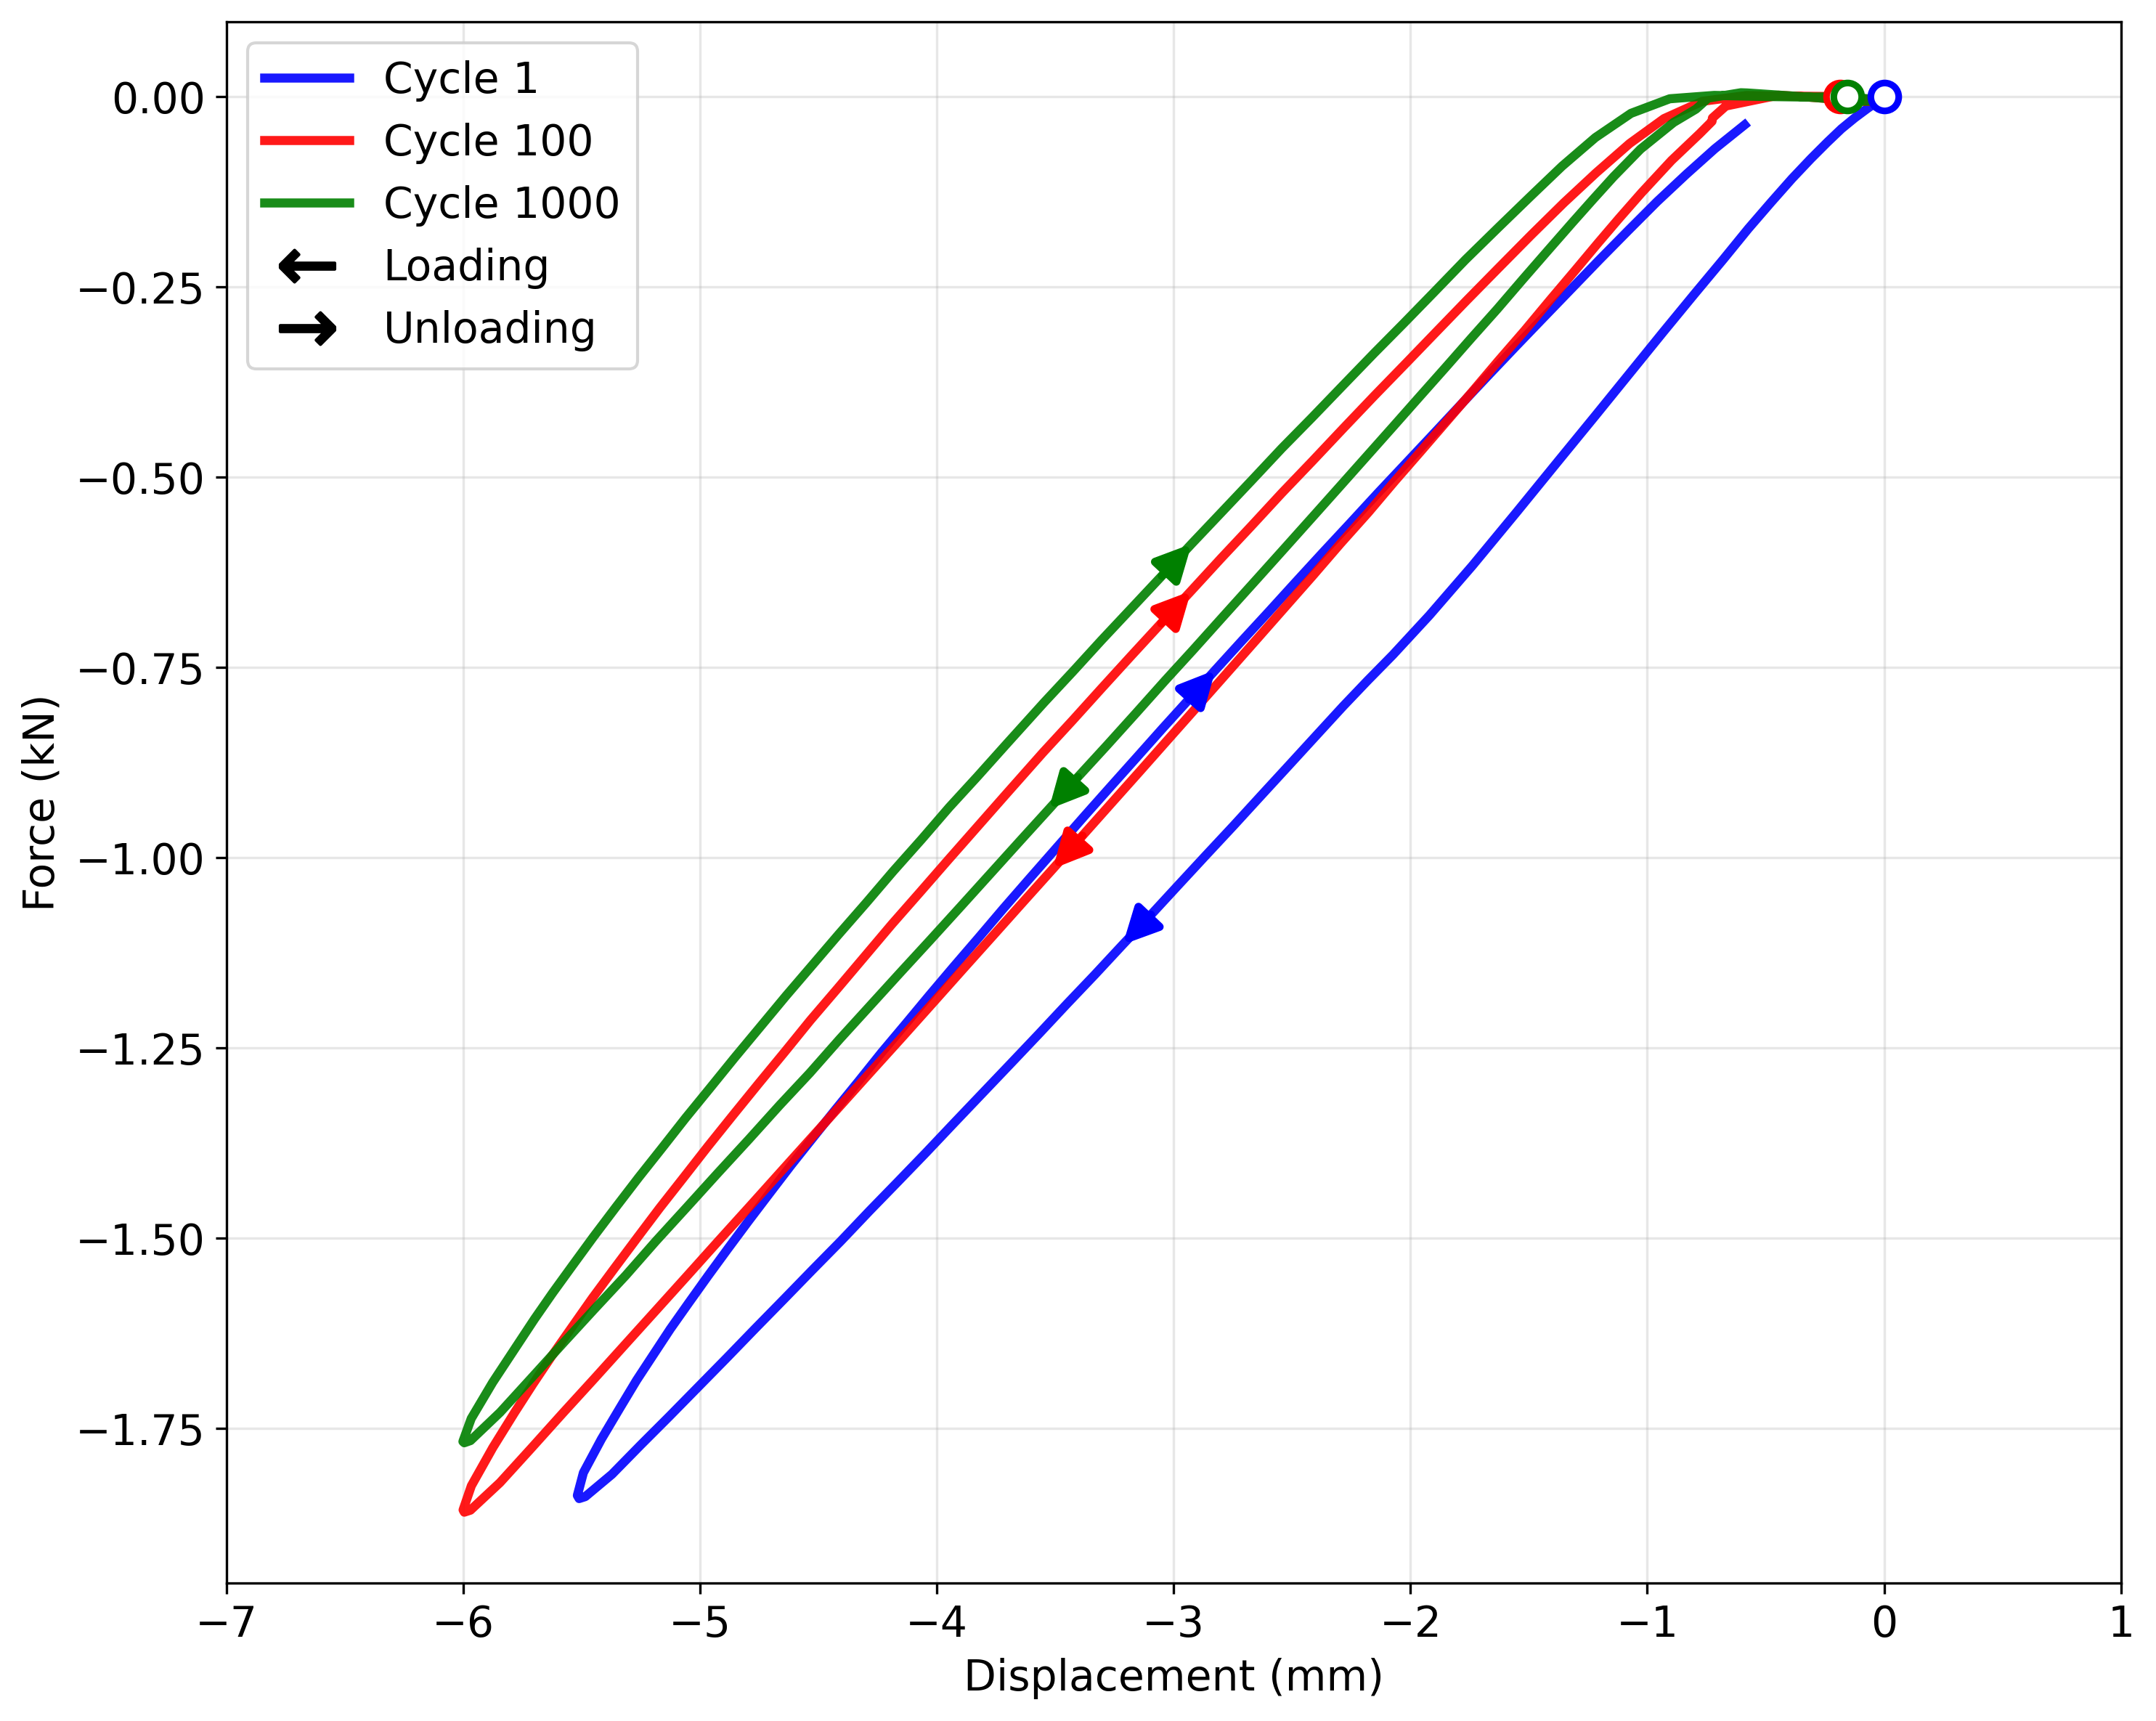 Cycle 1
Cycle 100
Cycle 1000
← Loading
→ Unloading
0.00
−0.25
−0.50
−0.75
−1.00
−1.25
−1.50
−1.75
Force (kN)
−7 −6 −5 −4 −3 −2 −1 0 1
Displacement (mm)